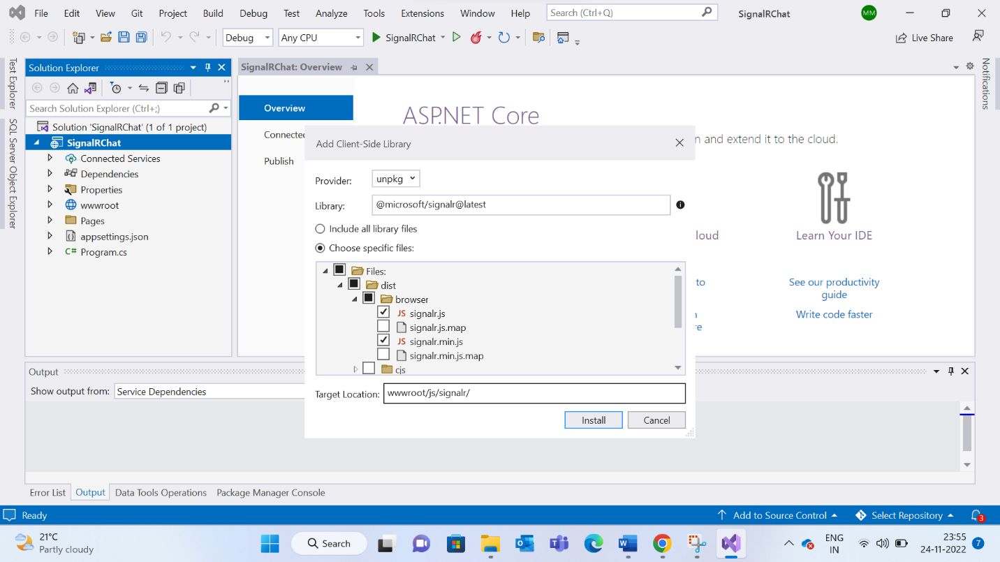 File Edit View Git Project Build Debug Test Analyze Tools Extensions Window Help Search (Ctrl+Q) SignalRChat MM
Debug Any CPU SignalRChat Live Share
Test Explorer
SQL Server Object Explorer
Solution Explorer
Search Solution Explorer (Ctrl+;)
Solution 'SignalRChat' (1 of 1 project)
SignalRChat
Connected Services
Dependencies
Properties
wwwroot
Pages
appsettings.json
C# Program.cs
SignalRChat: Overview
Notifications
Overview
Connected
Publish
ASP.NET Core
n and extend it to the cloud.
loud
Learn Your IDE
to
See our productivity
guide
Write code faster
re
Add Client-Side Library
Provider: unpkg
Library: @microsoft/signalr@latest
Include all library files
Choose specific files:
Files:
dist
browser
JS signalr.js
signalr.js.map
JS signalr.min.js
signalr.min.js.map
cjs
Target Location: wwwroot/js/signalr/
Install Cancel
Output
Show output from: Service Dependencies
Error List Output Data Tools Operations Package Manager Console
Ready Add to Source Control Select Repository 3
21°C
Partly cloudy
Search
ENG
IN
23:55
24-11-2022
7